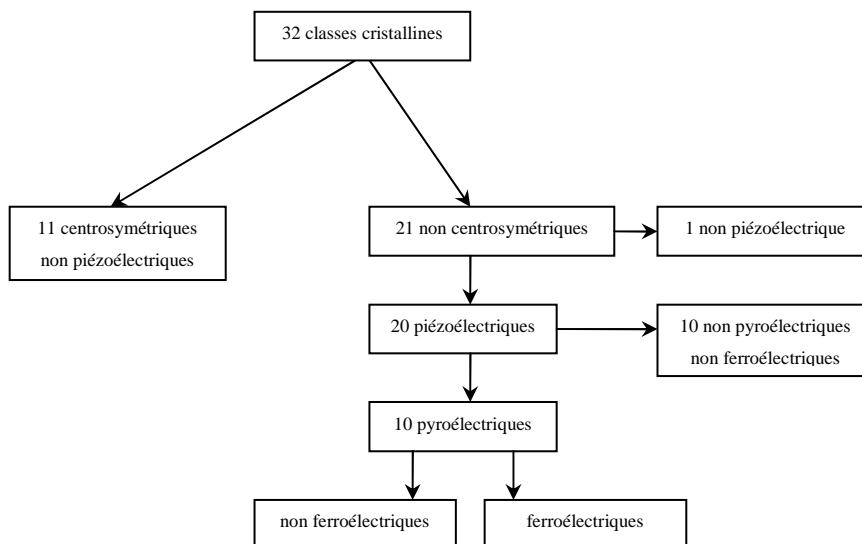 32 classes cristallines
11 centrosymétriques
non piézoélectriques
21 non centrosymétriques
1 non piézoélectrique
20 piézoélectriques
10 non pyroélectriques
non ferroélectriques
10 pyroélectriques
non ferroélectriques
ferroélectriques